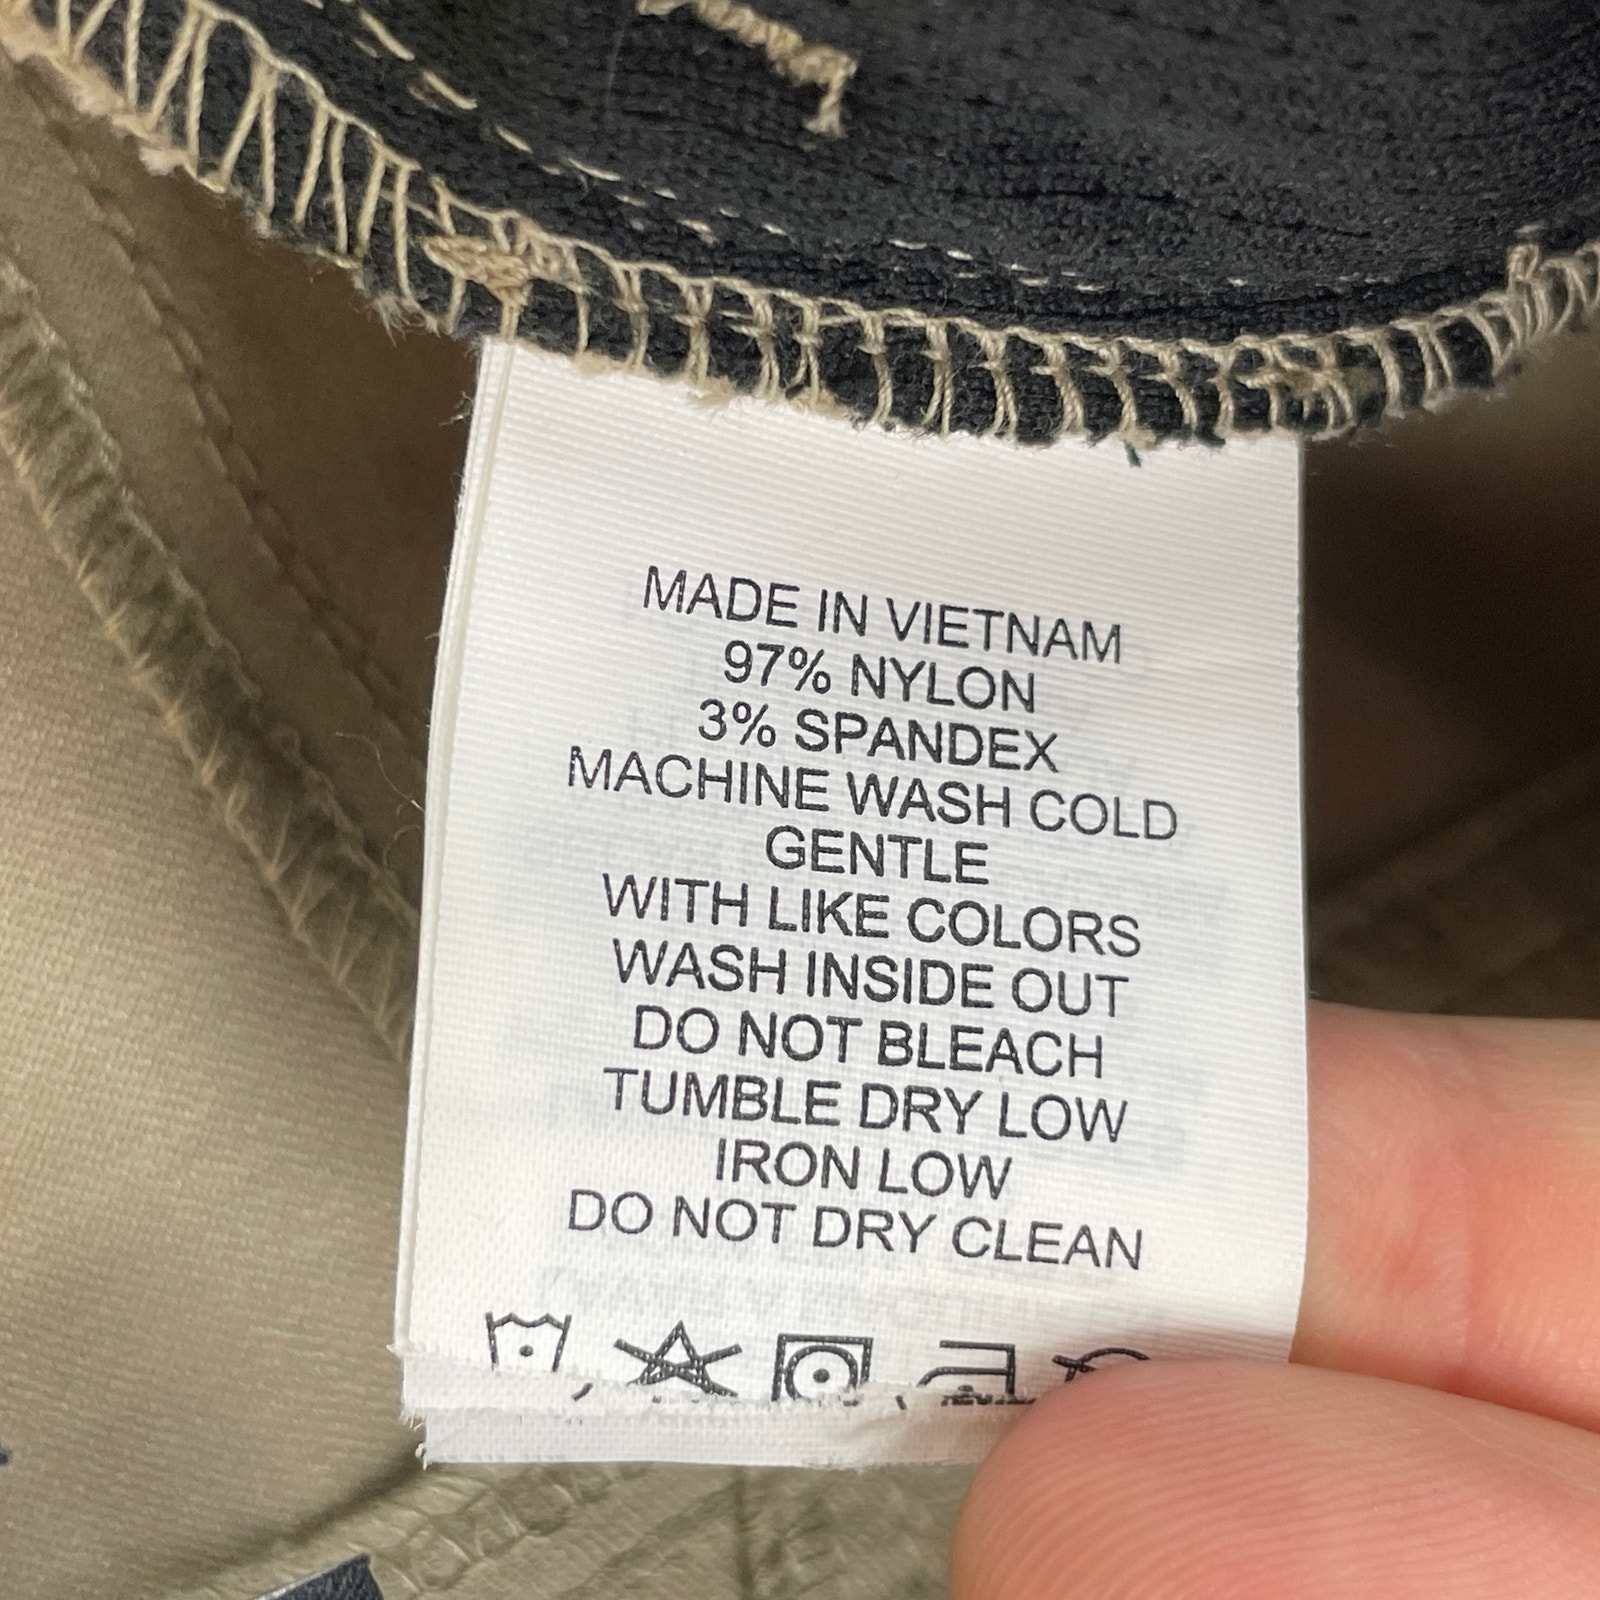 MADE IN VIETNAM
97% NYLON
3% SPANDEX
MACHINE WASH COLD
GENTLE
WITH LIKE COLORS
WASH INSIDE OUT
DO NOT BLEACH
TUMBLE DRY LOW
IRON LOW
DO NOT DRY CLEAN